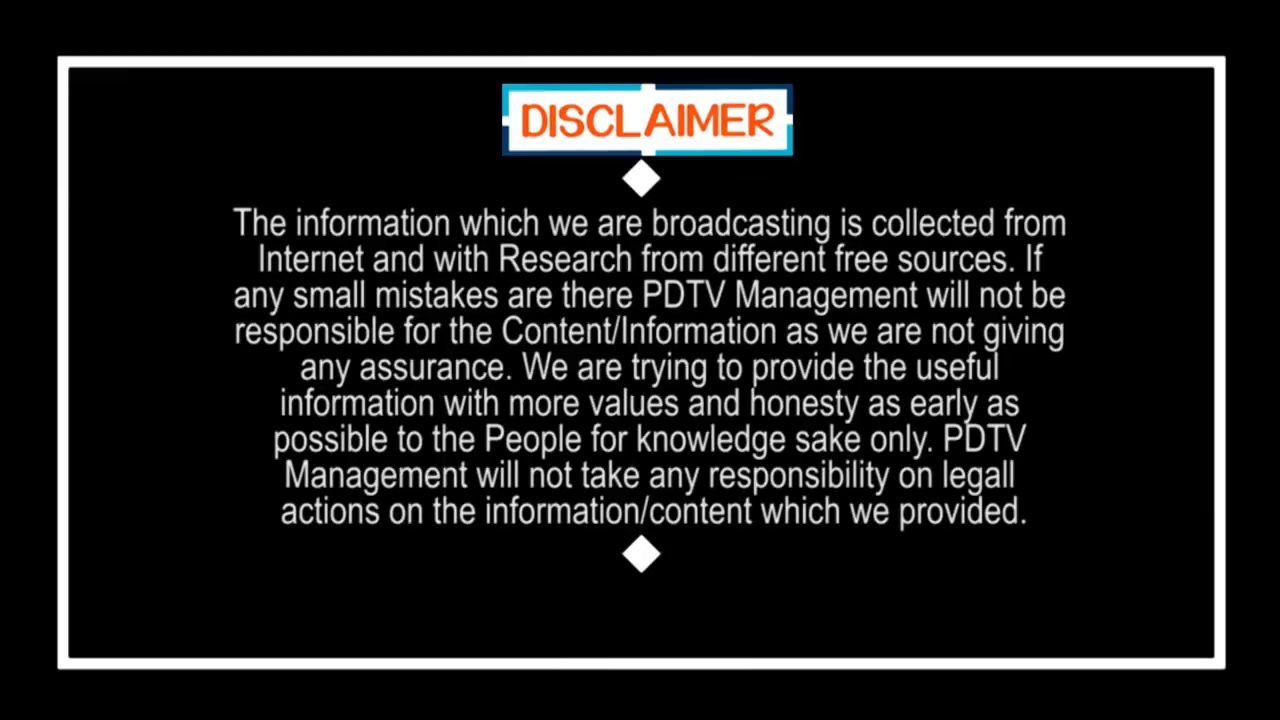 DISCLAIMER
The information which we are broadcasting is collected from
Internet and with Research from different free sources. If
any small mistakes are there PDTV Management will not be
responsible for the Content/Information as we are not giving
any assurance. We are trying to provide the useful
information with more values and honesty as early as
possible to the People for knowledge sake only. PDTV
Management will not take any responsibility on legall
actions on the information/content which we provided.